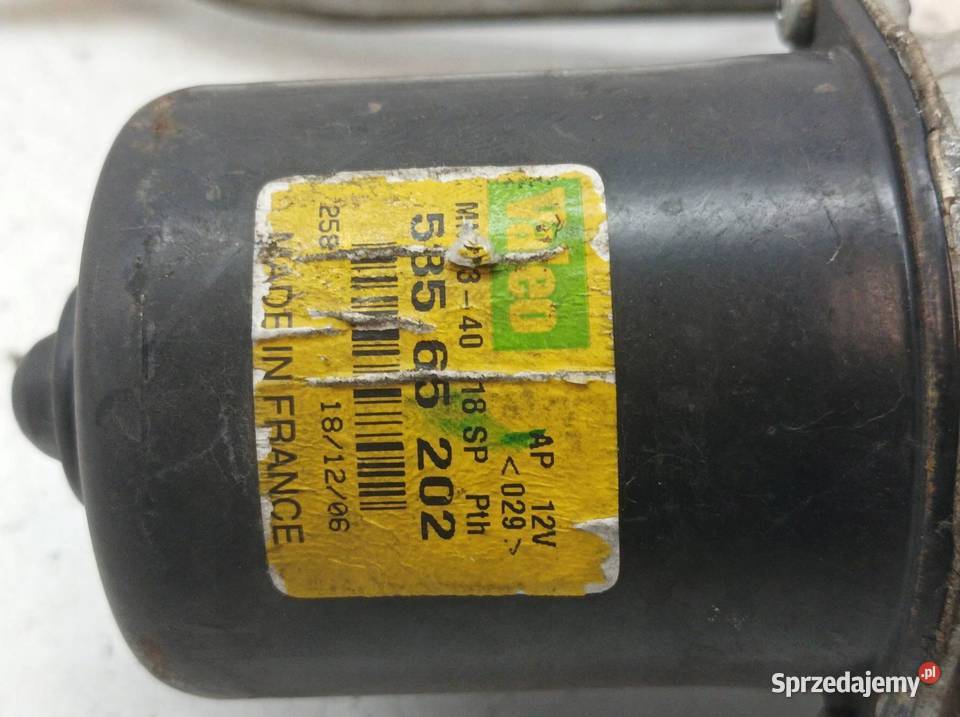 Valeo
AP 12V
<029>
40 18 SP Pth
585 65 202
258
18/12/06
MADE IN FRANCE
Sprzedajemy.pl